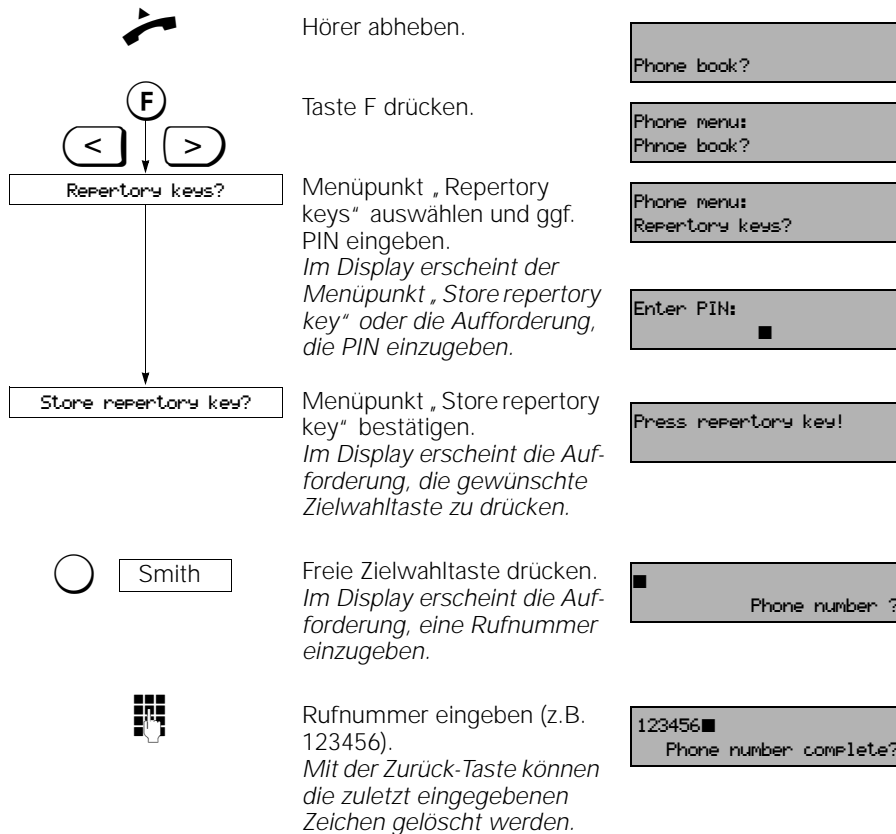 Hörer abheben.
Phone book?
F
< >
Taste F drücken.
Phone menu:
Phnoe book?
Repertory keys?
Menüpunkt „Repertory
keys“ auswählen und ggf.
PIN eingeben.
Im Display erscheint der
Menüpunkt „Store repertory
key“ oder die Aufforderung,
die PIN einzugeben.
Phone menu:
Repertory keys?
Enter PIN:
Store repertory key?
Menüpunkt „Store repertory
key“ bestätigen.
Im Display erscheint die Auf-
forderung, die gewünschte
Zielwahltaste zu drücken.
Press repertory key!
Smith
Freie Zielwahltaste drücken.
Im Display erscheint die Auf-
forderung, eine Rufnummer
einzugeben.
Phone number ?
Rufnummer eingeben (z.B.
123456).
Mit der Zurück-Taste können
die zuletzt eingegebenen
Zeichen gelöscht werden.
123456
Phone number complete?